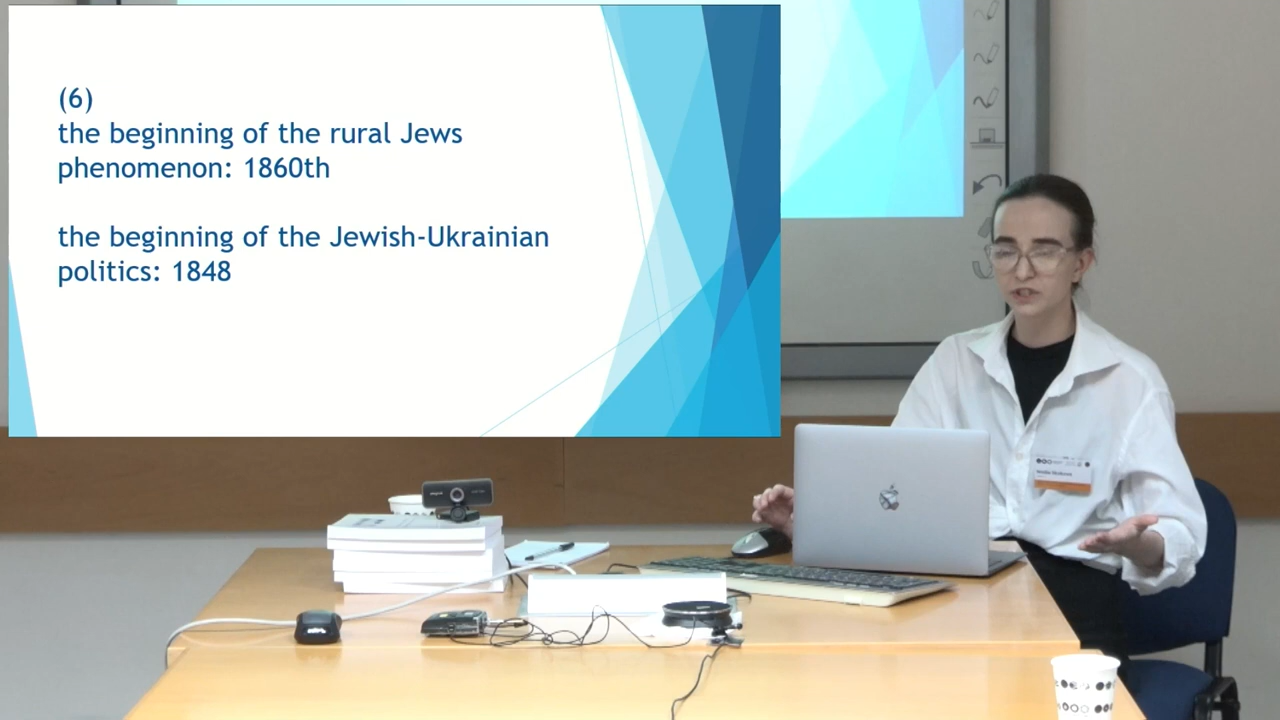 (6)
the beginning of the rural Jews
phenomenon: 1860th
the beginning of the Jewish-Ukrainian
politics: 1848